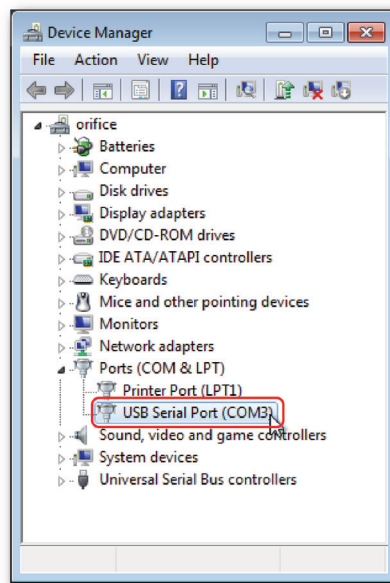 Device Manager
File Action View Help
orifice
Batteries
Computer
Disk drives
Display adapters
DVD/CD-ROM drives
IDE ATA/ATAPI controllers
Keyboards
Mice and other pointing devices
Monitors
Network adapters
Ports (COM & LPT)
Printer Port (LPT1)
USB Serial Port (COM3)
Sound, video and game controllers
System devices
Universal Serial Bus controllers